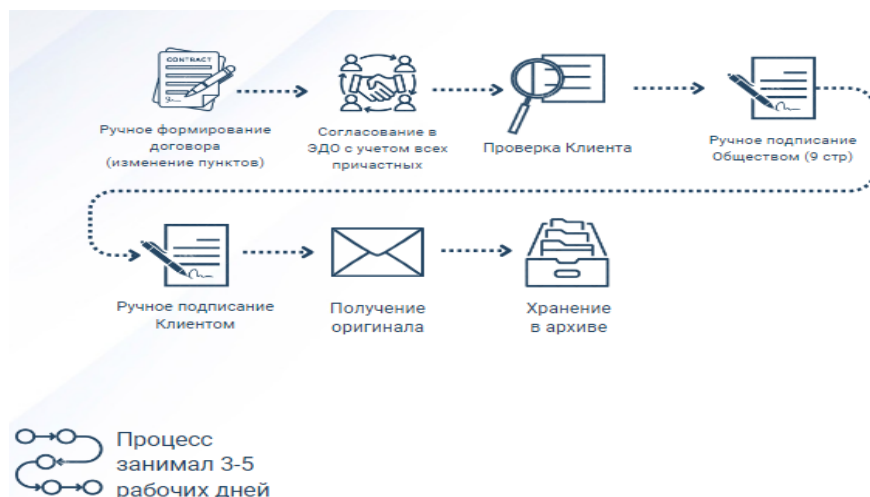 CONTRACT
Ручное формирование
договора
(изменение пунктов)
Согласование в
ЭДО с учетом всех
причастных
Проверка Клиента
Ручное подписание
Обществом (9 стр)
Ручное подписание
Клиентом
Получение
оригинала
Хранение
в архиве
Процесс
занимал 3-5
рабочих дней